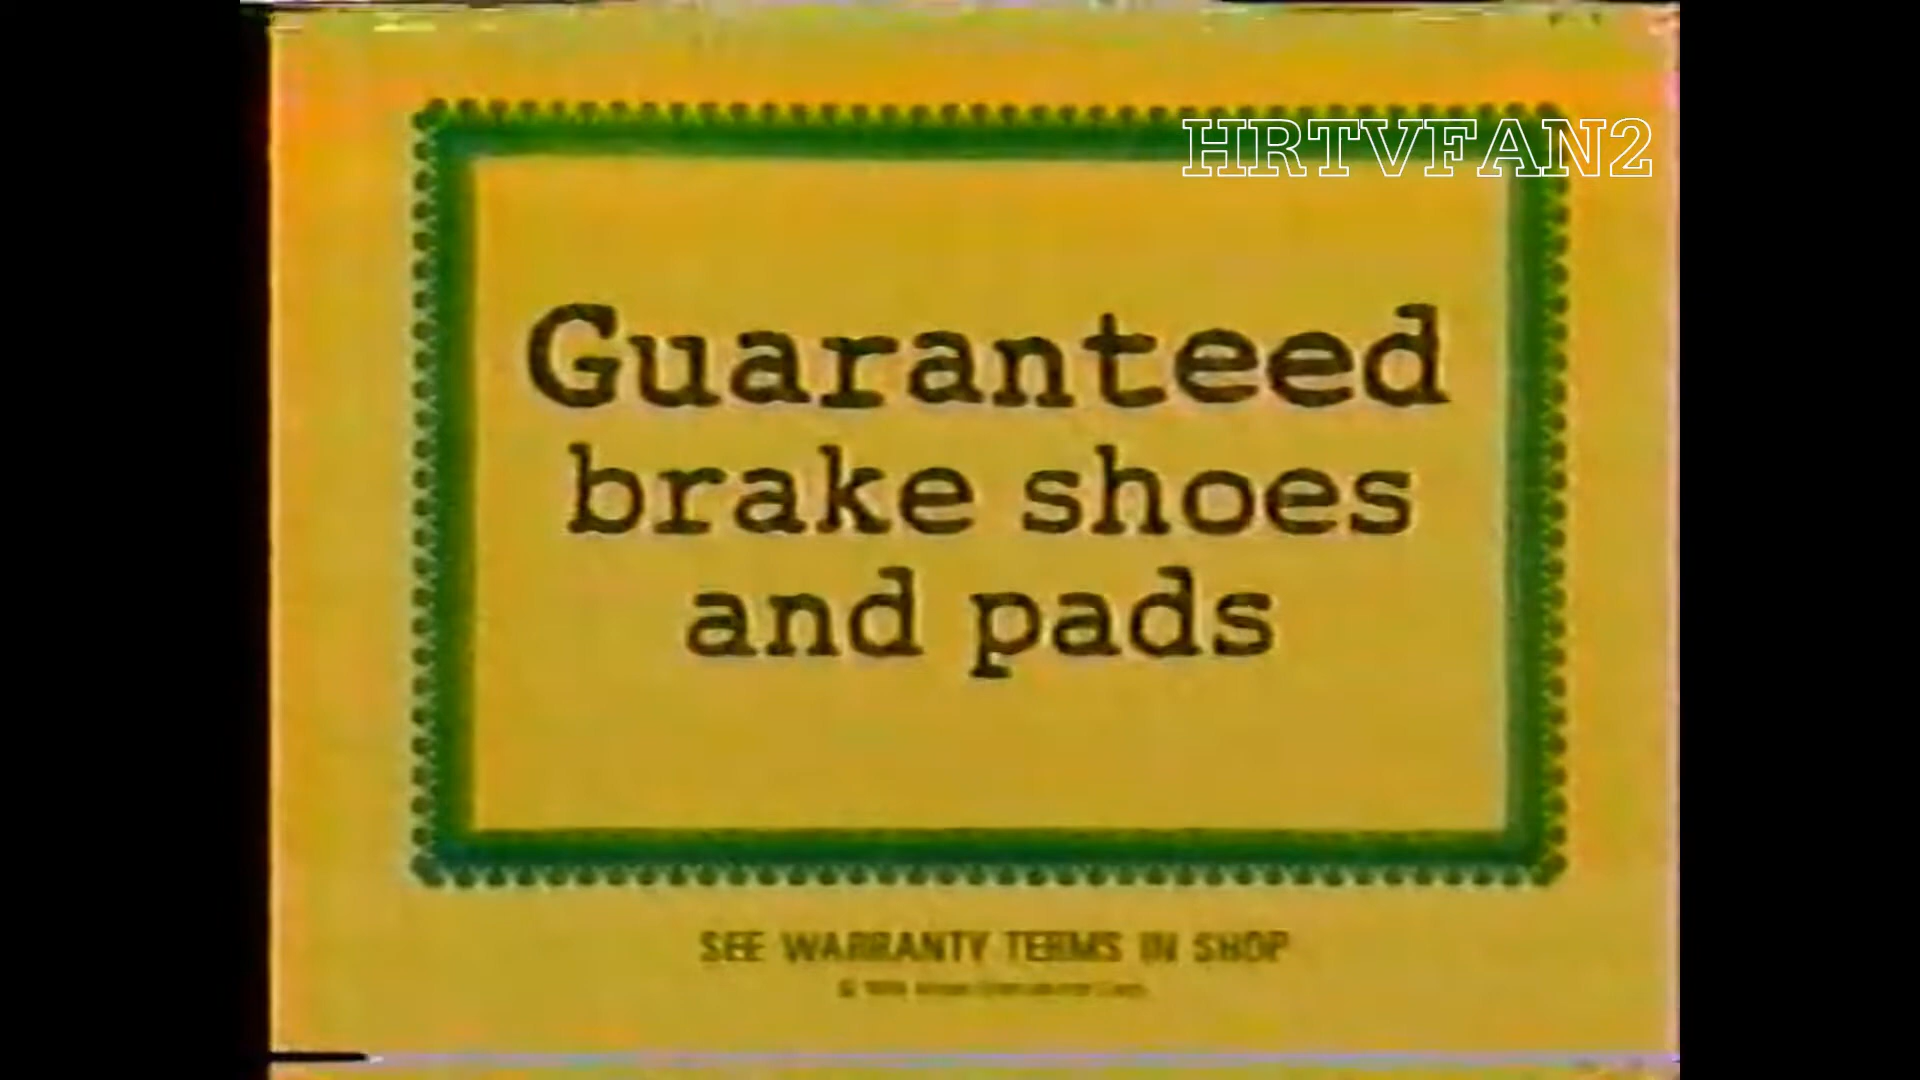 HRTVFAN2
Guaranteed
brake shoes
and pads
SEE WARRANTY TERMS IN SHOP
©